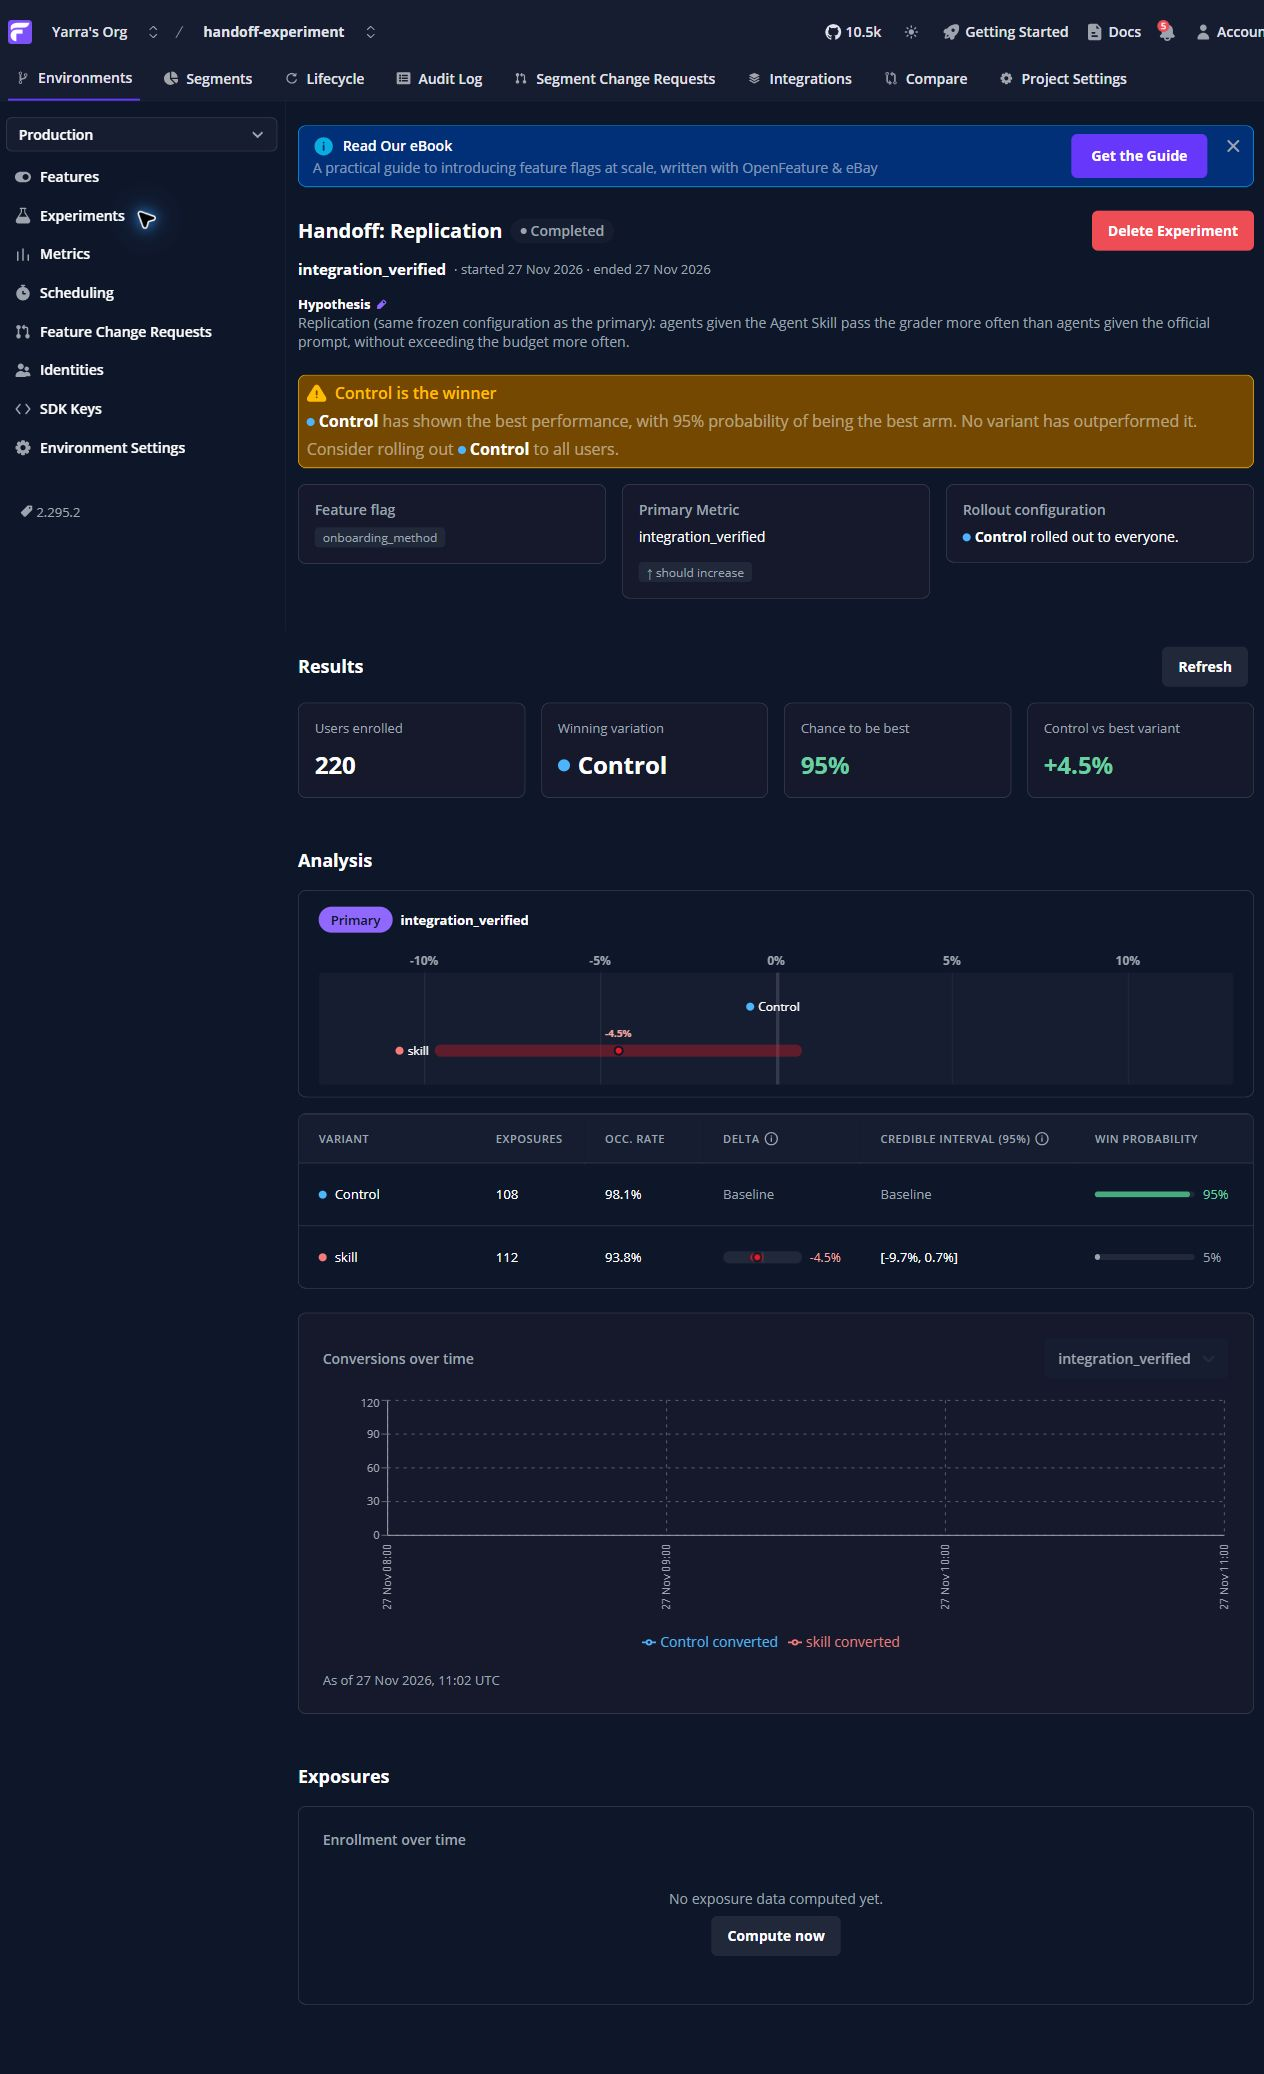 Yarra's Org / handoff-experiment 10.5k Getting Started Docs 5 Accoun
Environments Segments Lifecycle Audit Log Segment Change Requests Integrations Compare Project Settings
Production
Features
Experiments
Metrics
Scheduling
Feature Change Requests
Identities
SDK Keys
Environment Settings
2.295.2
Read Our eBook
A practical guide to introducing feature flags at scale, written with OpenFeature & eBay
Get the Guide
Handoff: Replication Completed
Delete Experiment
integration_verified · started 27 Nov 2026 · ended 27 Nov 2026
Hypothesis
Replication (same frozen configuration as the primary): agents given the Agent Skill pass the grader more often than agents given the official
prompt, without exceeding the budget more often.
Control is the winner
Control has shown the best performance, with 95% probability of being the best arm. No variant has outperformed it.
Consider rolling out Control to all users.
Feature flag
onboarding_method
Primary Metric
integration_verified
↑ should increase
Rollout configuration
Control rolled out to everyone.
Results
Refresh
Users enrolled
220
Winning variation
Control
Chance to be best
95%
Control vs best variant
+4.5%
Analysis
Primary integration_verified
-10% -5% 0% 5% 10%
Control
-4.5%
skill
VARIANT EXPOSURES OCC. RATE DELTA CREDIBLE INTERVAL (95%) WIN PROBABILITY
Control 108 98.1% Baseline Baseline 95%
skill 112 93.8% -4.5% [-9.7%, 0.7%] 5%
Conversions over time
integration_verified
120
90
60
30
0
27 Nov 08:00
27 Nov 09:00
27 Nov 10:00
27 Nov 11:00
Control converted skill converted
As of 27 Nov 2026, 11:02 UTC
Exposures
Enrollment over time
No exposure data computed yet.
Compute now